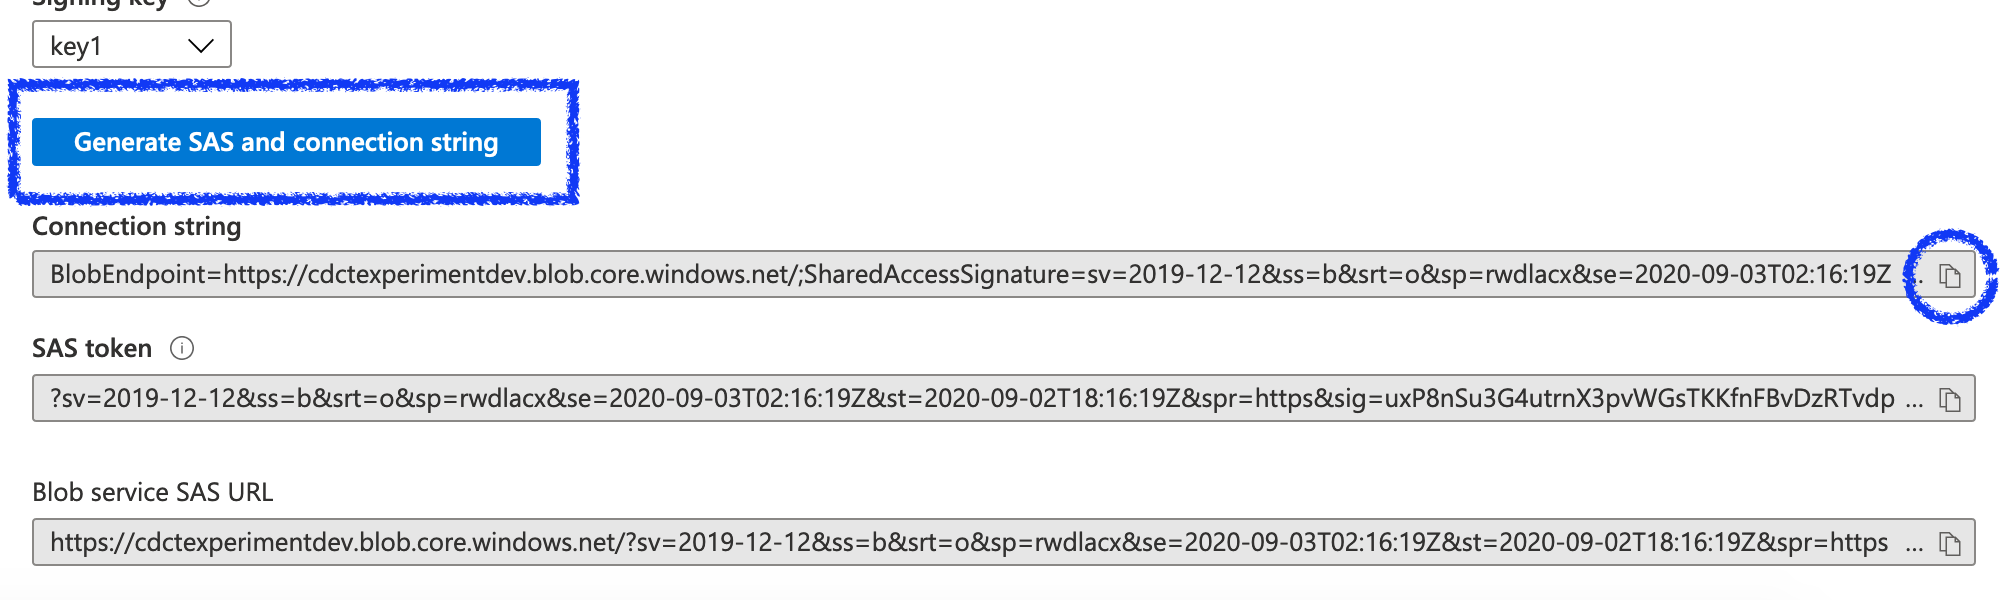 Signing key
key1
Generate SAS and connection string
Connection string
BlobEndpoint=https://cdctexperimentdev.blob.core.windows.net/;SharedAccessSignature=sv=2019-12-12&ss=b&srt=o&sp=rwdlacx&se=2020-09-03T02:16:19Z ...
SAS token
?sv=2019-12-12&ss=b&srt=o&sp=rwdlacx&se=2020-09-03T02:16:19Z&st=2020-09-02T18:16:19Z&spr=https&sig=uxP8nSu3G4utrnX3pvWGsTKKfnFBvDzRTvdp ...
Blob service SAS URL
https://cdctexperimentdev.blob.core.windows.net/?sv=2019-12-12&ss=b&srt=o&sp=rwdlacx&se=2020-09-03T02:16:19Z&st=2020-09-02T18:16:19Z&spr=https ...